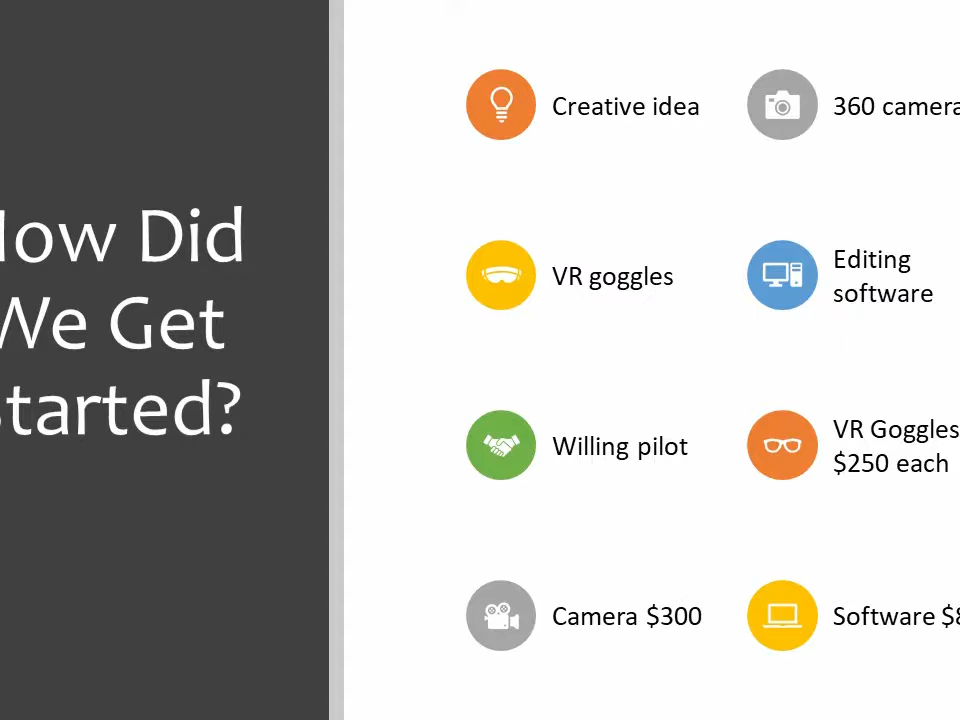 How Did
We Get
Started?
Creative idea
360 camera
VR goggles
Editing
software
Willing pilot
VR Goggles
$250 each
Camera $300
Software $8